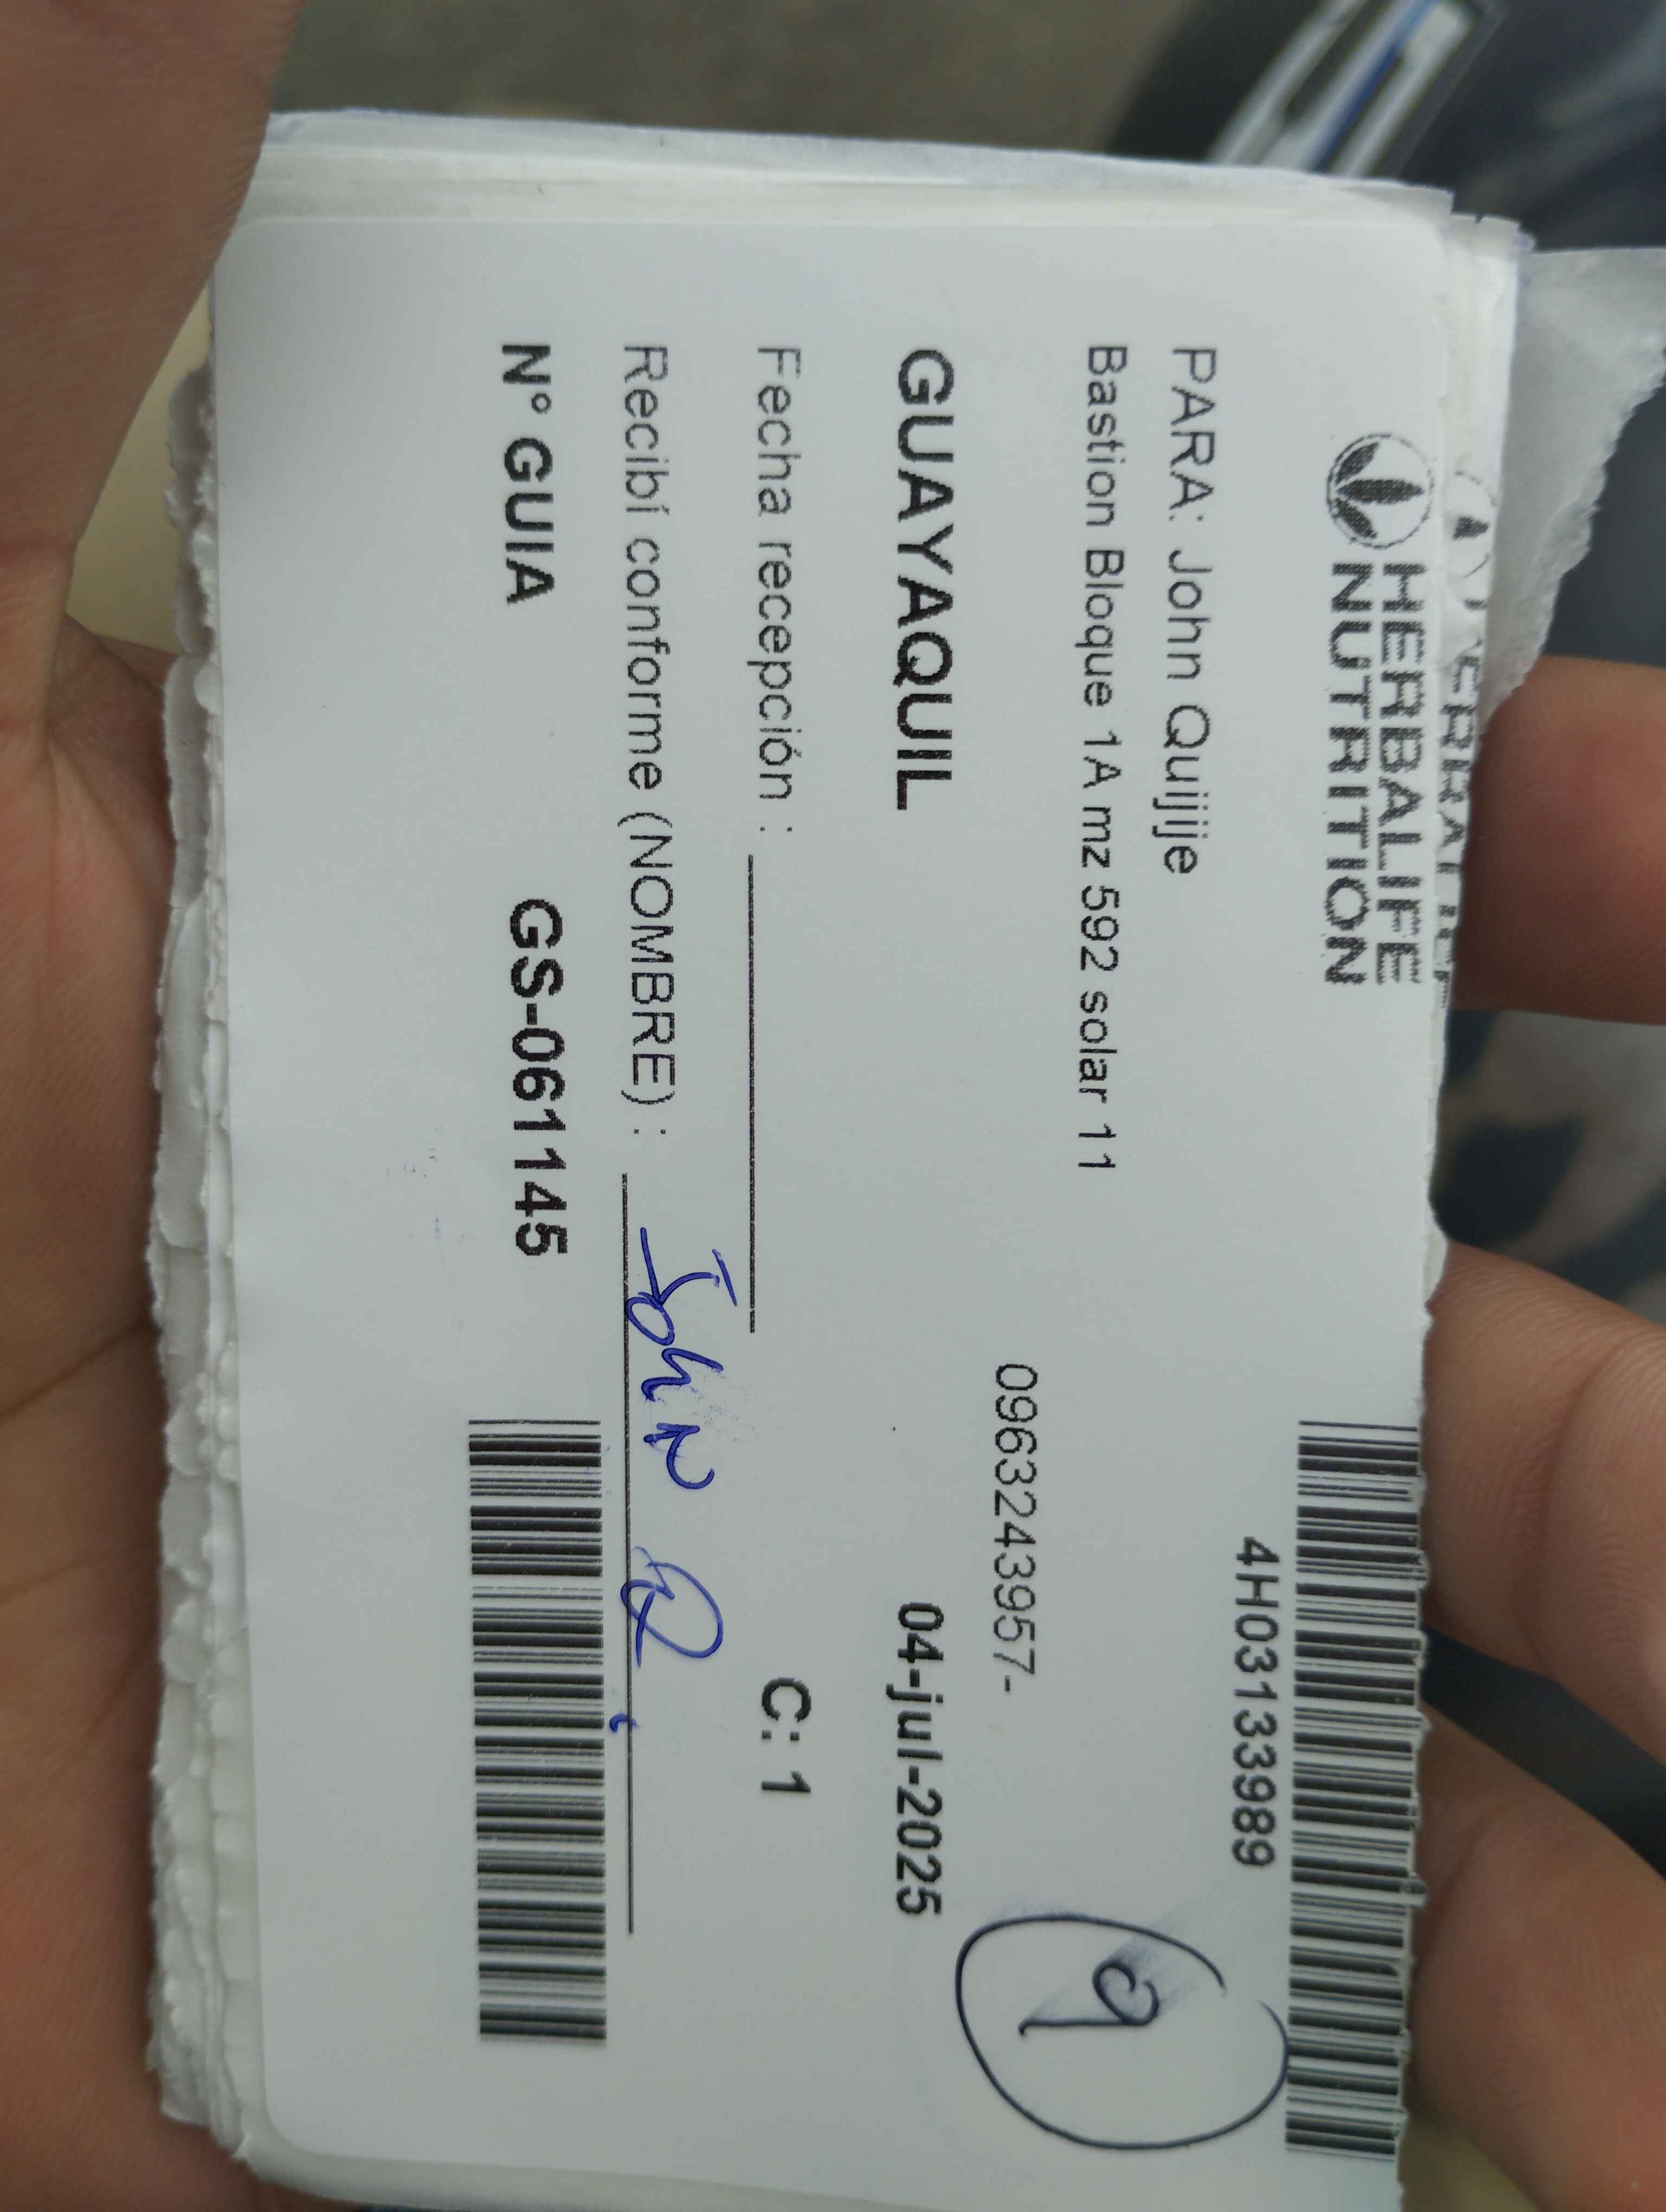 HERBALIFE
NUTRITION
4H03133989
PARA: John Quijije
Bastion Bloque 1A mz 592 solar 11
9
0963243957-
GUAYAQUIL 04-jul-2025
Fecha recepción : C: 1
Recibí conforme (NOMBRE) : John Q
N° GUIA GS-061145